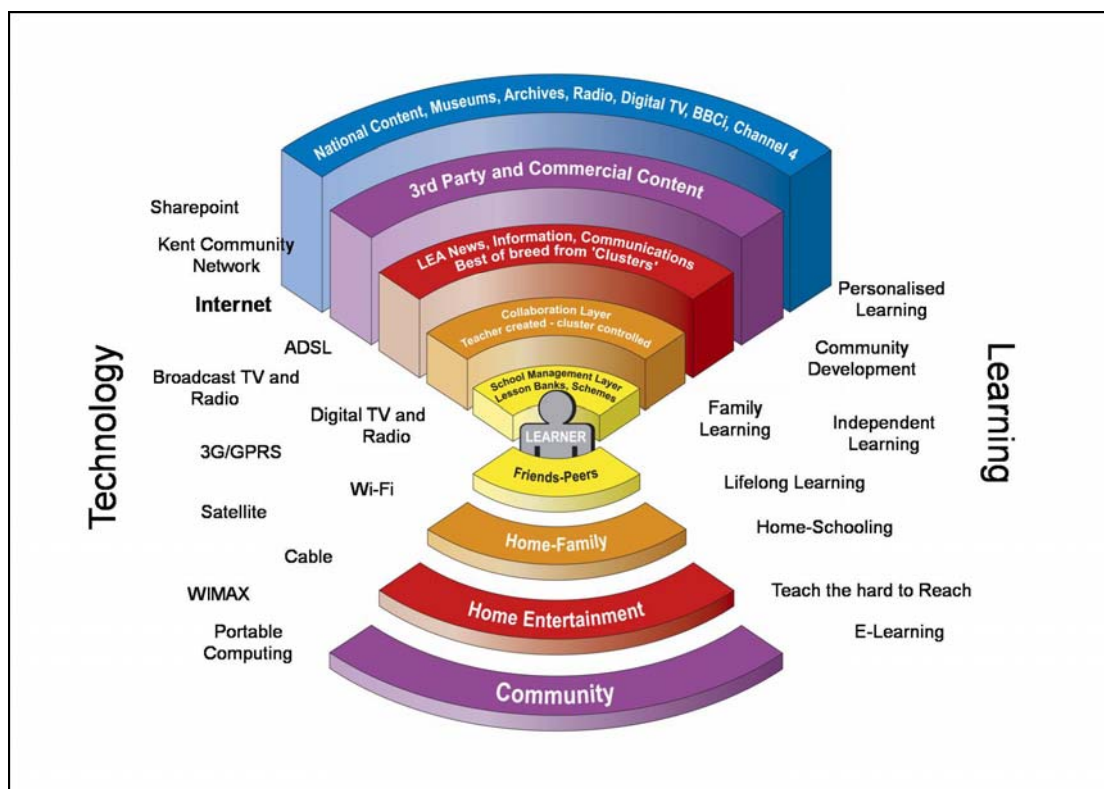 National Content, Museums, Archives, Radio, Digital TV, BBCi, Channel 4
3rd Party and Commercial Content
LEA News, Information, Communications
Best of breed from 'Clusters'
Collaboration Layer
Teacher created - cluster controlled
School Management Layer
Lesson Banks, Schemes
LEARNER
Friends-Peers
Home-Family
Home Entertainment
Community
Technology
Sharepoint
Kent Community
Network
Internet
ADSL
Broadcast TV and
Radio
Digital TV and
Radio
3G/GPRS
Wi-Fi
Satellite
Cable
WIMAX
Portable
Computing
Learning
Personalised
Learning
Community
Development
Family
Learning
Independent
Learning
Lifelong Learning
Home-Schooling
Teach the hard to Reach
E-Learning